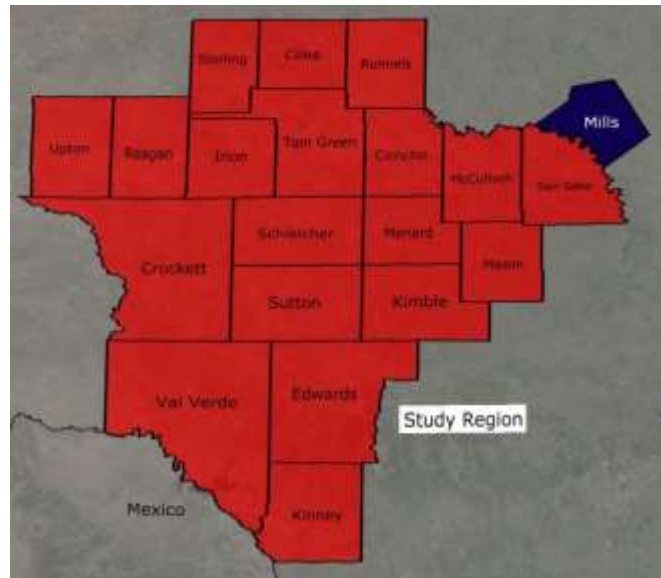 Sterling
Coke
Runnels
Mills
Upton
Reagan
Irion
Tom Green
Concho
McCulloch
San Saba
Schleicher
Menard
Mason
Crockett
Sutton
Kimble
Val Verde
Edwards
Study Region
Mexico
Kinney